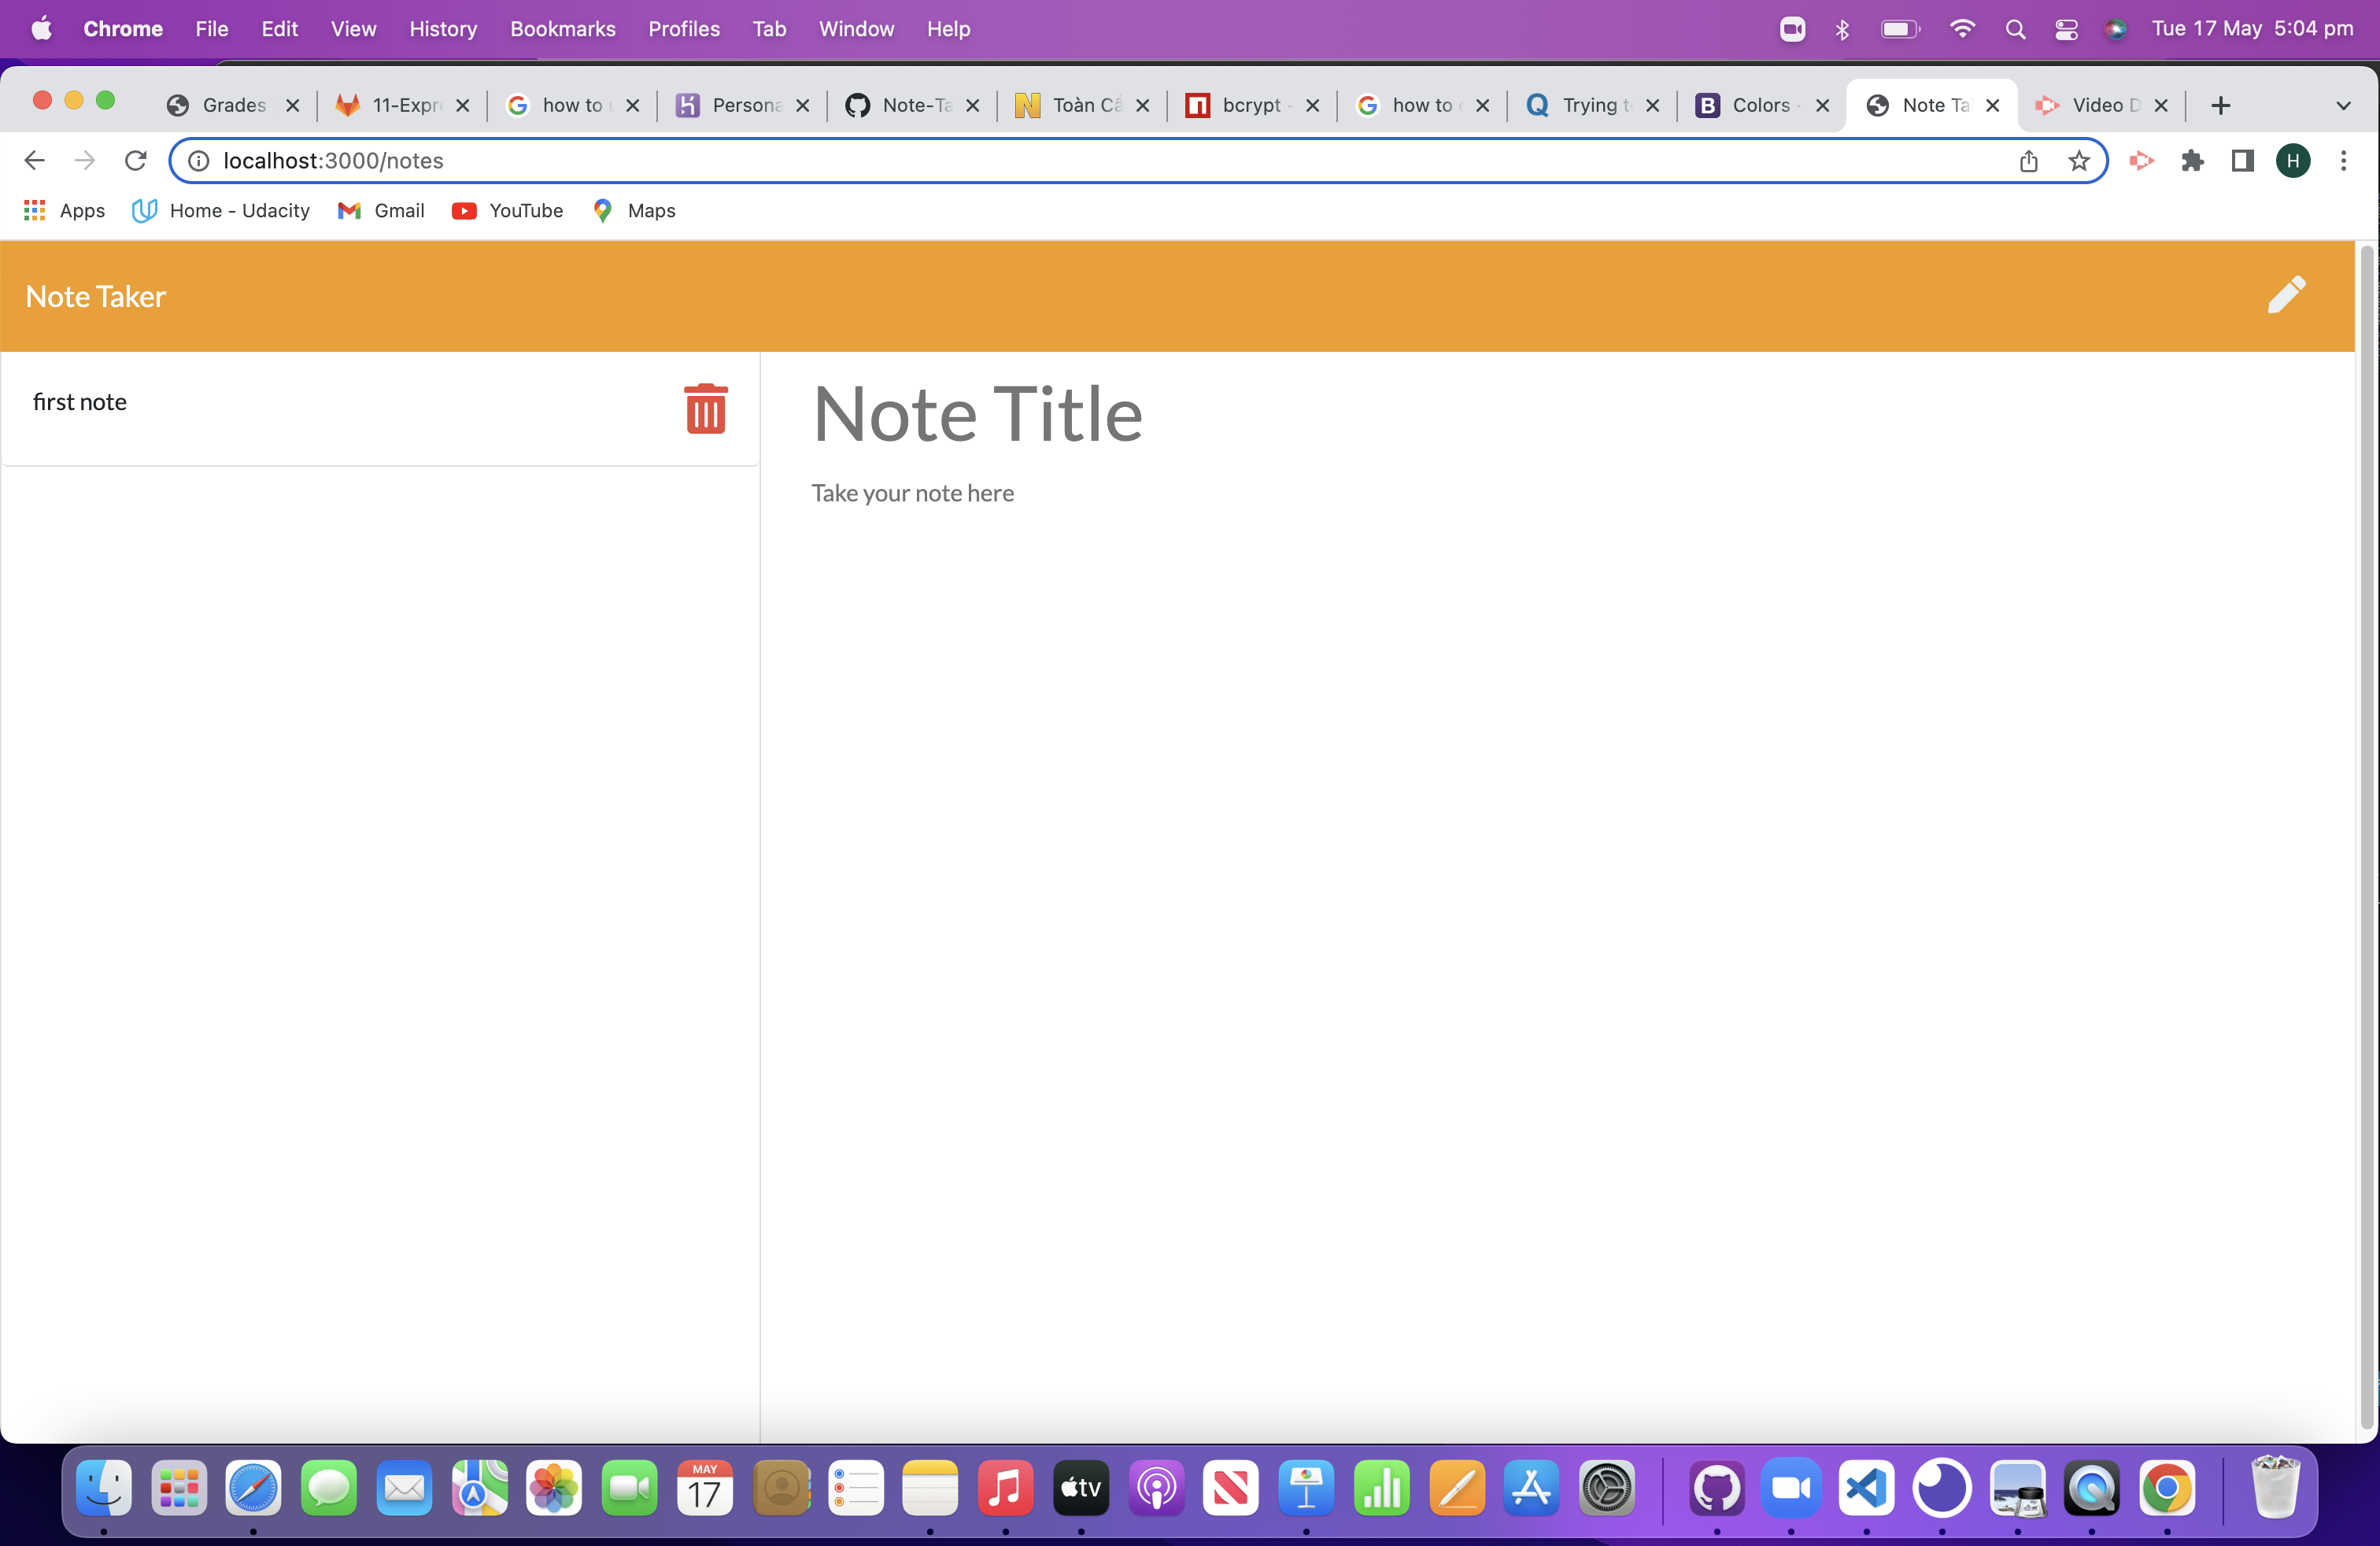 Chrome File Edit View History Bookmarks Profiles Tab Window Help Tue 17 May 5:04 pm
Grades 11-Expr how to Persona Note-Ta Toàn Cầ bcrypt - how to Trying t Colors · Note Ta Video D
localhost:3000/notes H
Apps Home - Udacity Gmail YouTube Maps
Note Taker
first note
Note Title
Take your note here
MAY
17
tv